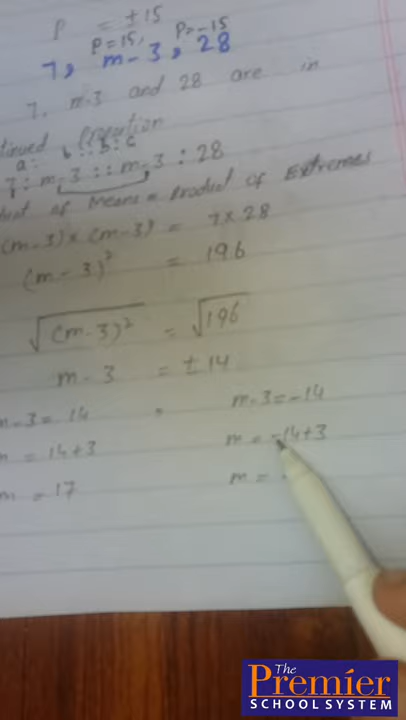 P = ±15
P=15, P=-15
7, m-3, 28
7, m-3 and 28 are in
tinued Proportion
a: b :: b: c
7: m-3 :: m-3 : 28
duct of Means = Product of Extremes
(m-3)×(m-3) = 7×28
(m-3)² = 196
√(m-3)² = √196
m-3 = ±14
m-3 = 14 , m-3=-14
m = 14+3 m = -14+3
m = 17 m =
The
Premier
SCHOOL SYSTEM